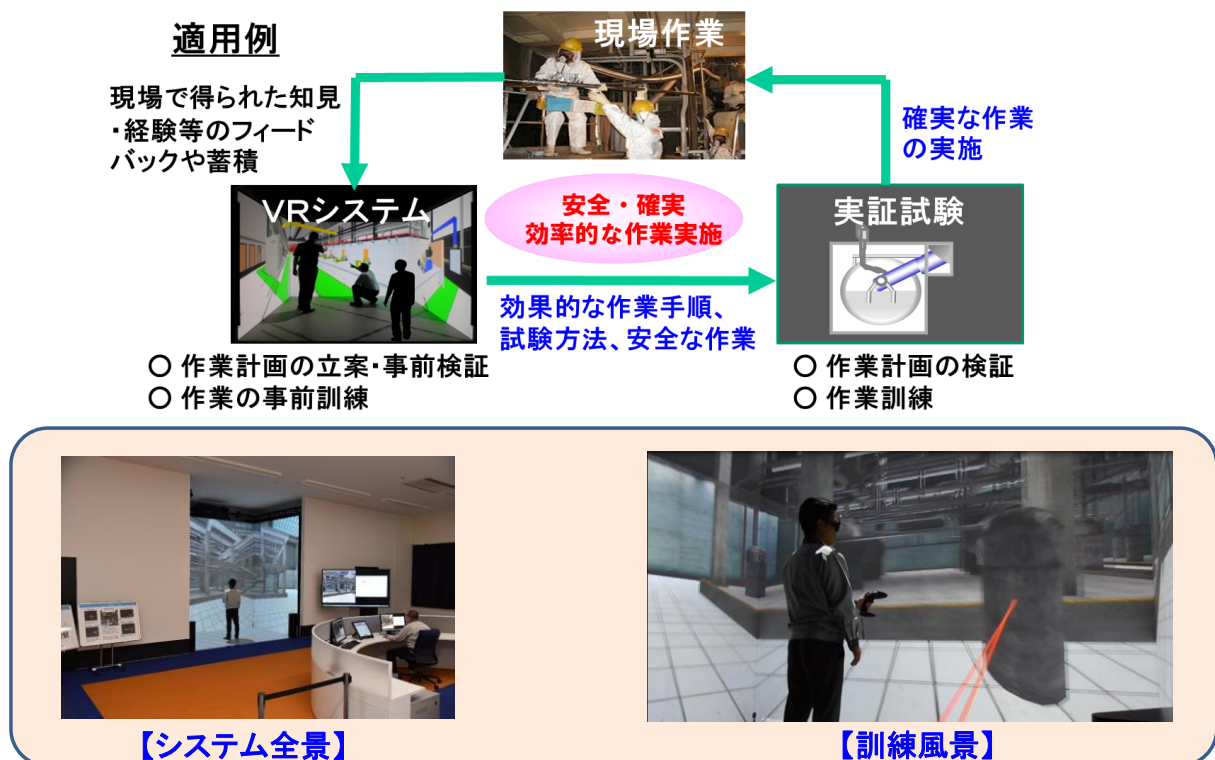 適用例
現場作業
現場で得られた知見
・経験等のフィード
バックや蓄積
確実な作業
の実施
VRシステム
安全・確実
効率的な作業実施
実証試験
効果的な作業手順、
試験方法、安全な作業
○ 作業計画の立案・事前検証
○ 作業の事前訓練
○ 作業計画の検証
○ 作業訓練
【システム全景】
【訓練風景】